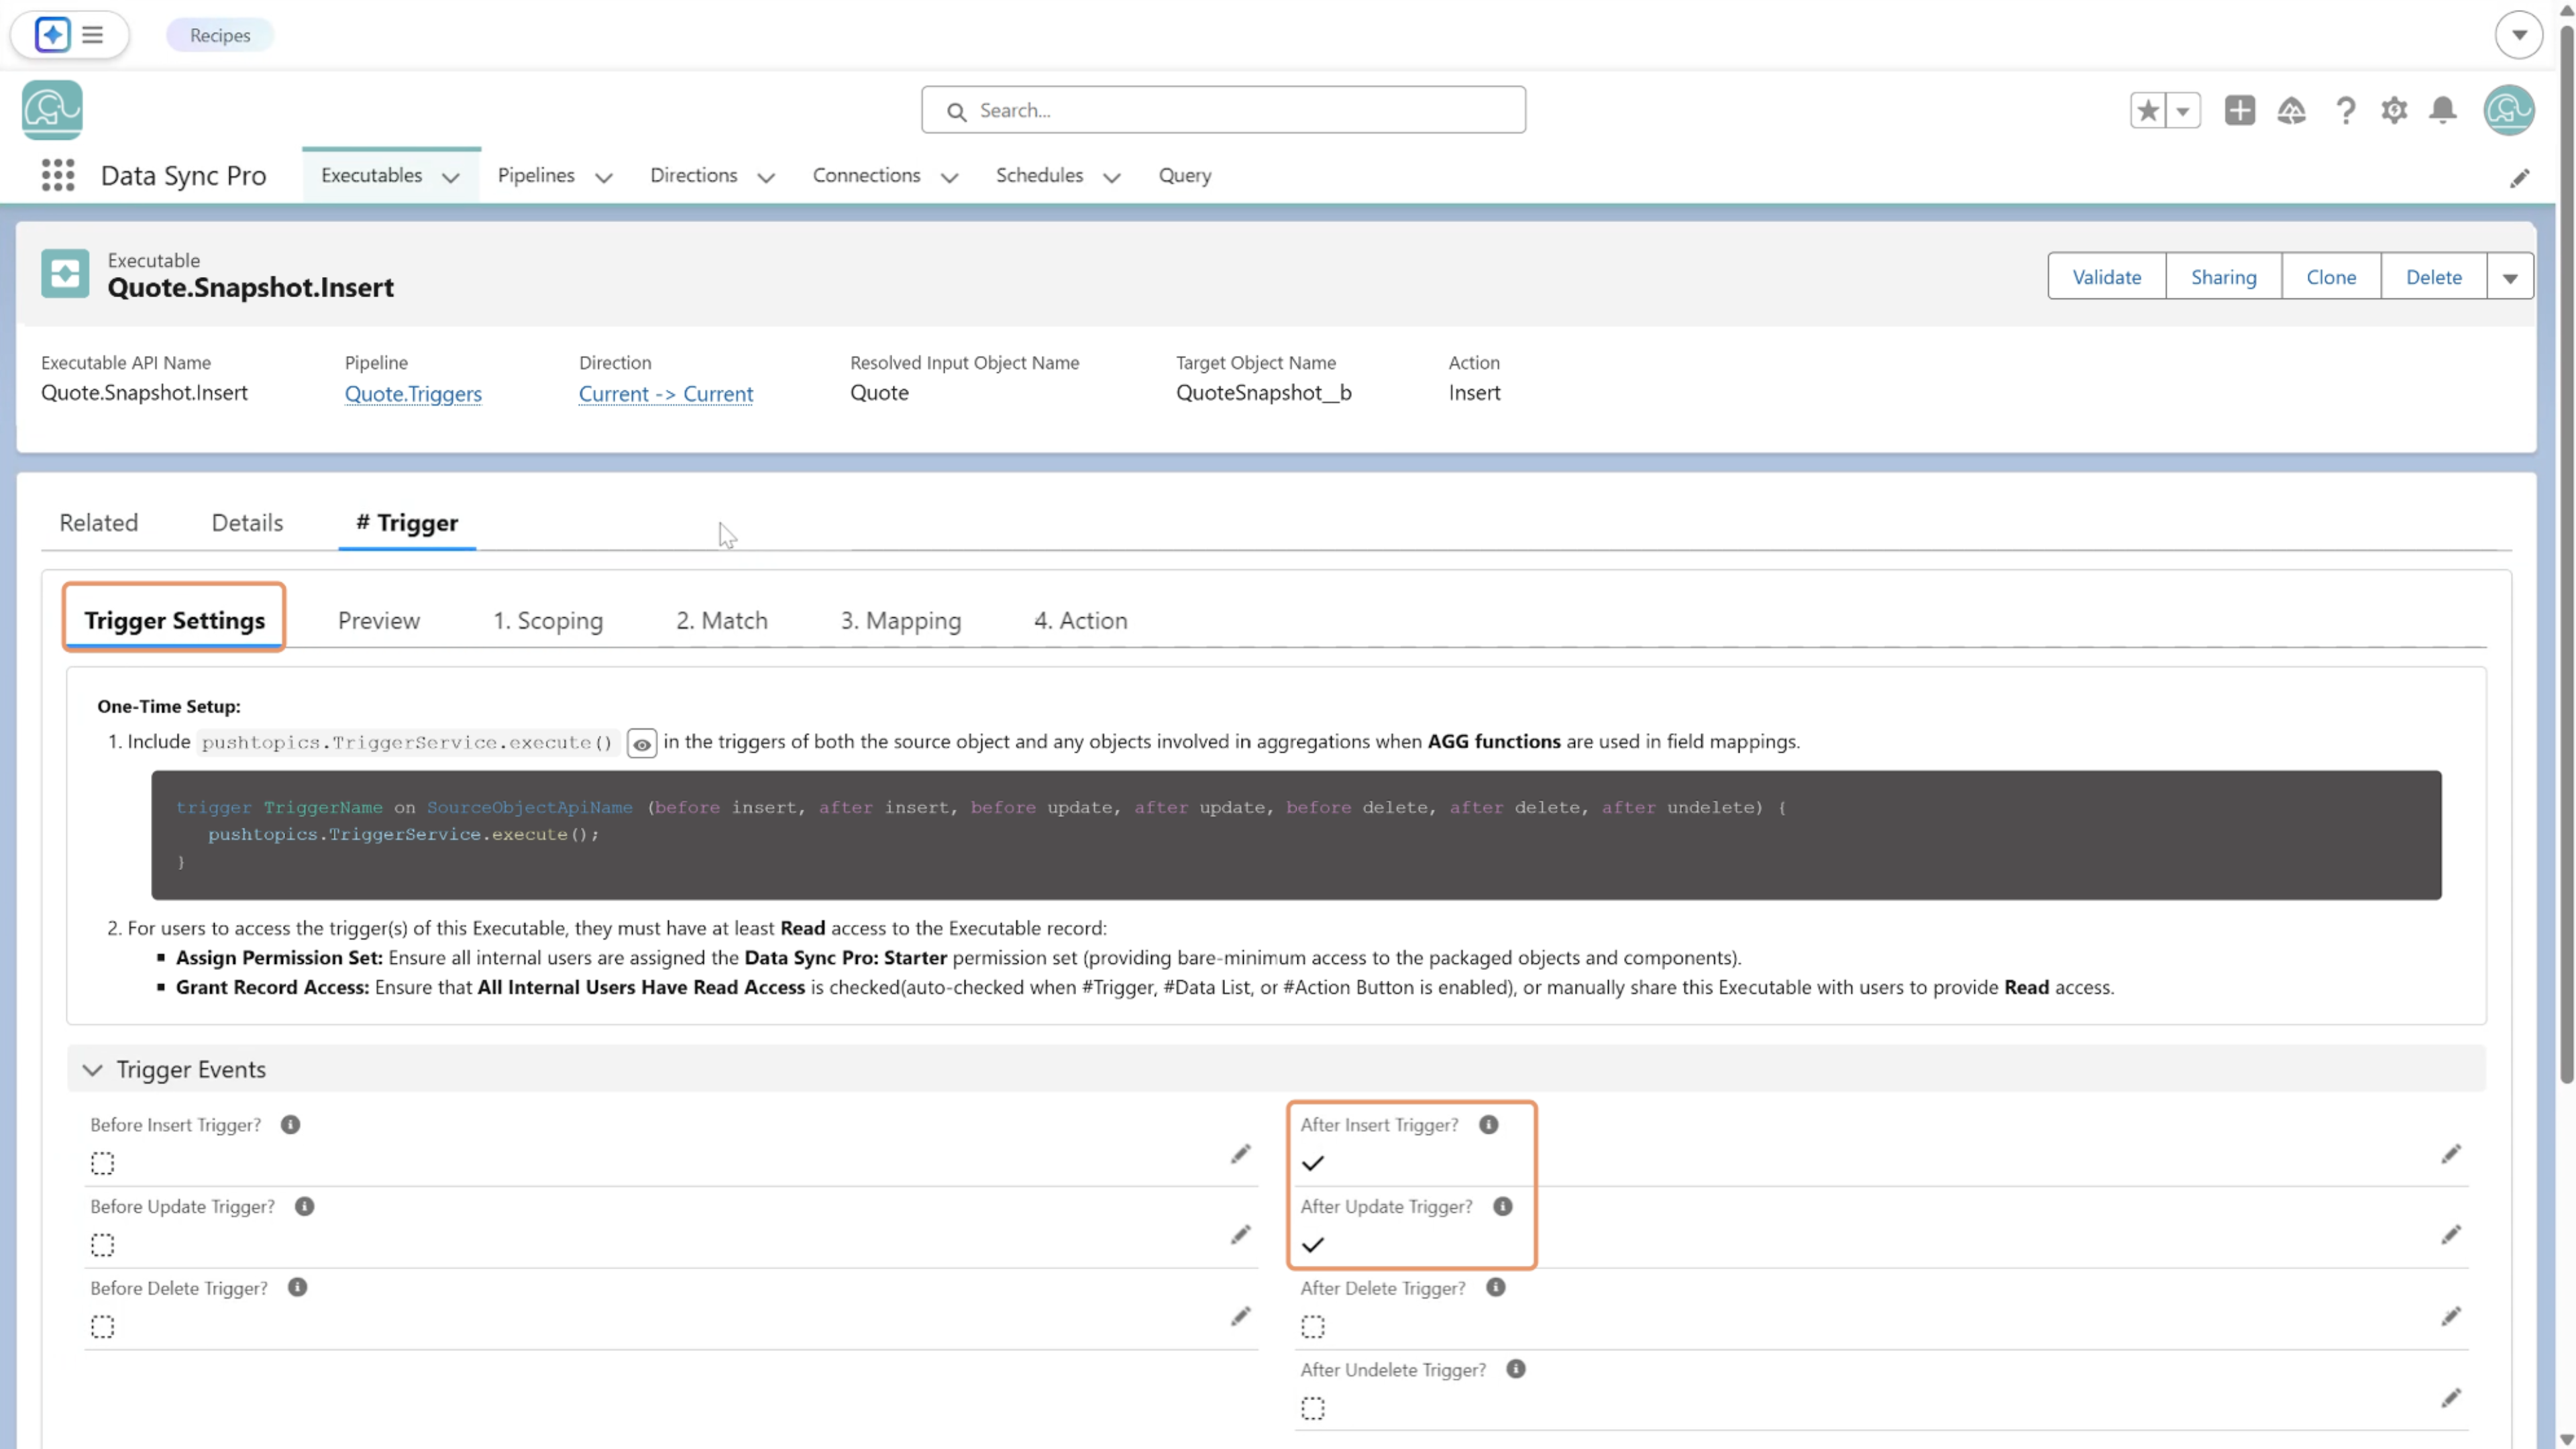 Recipes
Search...
Data Sync Pro
Executables
Pipelines
Directions
Connections
Schedules
Query
Executable
Quote.Snapshot.Insert
Validate
Sharing
Clone
Delete
Executable API Name
Pipeline
Direction
Resolved Input Object Name
Target Object Name
Action
Quote.Snapshot.Insert
Quote.Triggers
Current -> Current
Quote
QuoteSnapshot__b
Insert
Related
Details
# Trigger
Trigger Settings
Preview
1. Scoping
2. Match
3. Mapping
4. Action
One-Time Setup:
1. Include pushtopics.TriggerService.execute() in the triggers of both the source object and any objects involved in aggregations when AGG functions are used in field mappings.
trigger TriggerName on SourceObjectApiName (before insert, after insert, before update, after update, before delete, after delete, after undelete) {
pushtopics.TriggerService.execute();
}
2. For users to access the trigger(s) of this Executable, they must have at least Read access to the Executable record:
▪ Assign Permission Set: Ensure all internal users are assigned the Data Sync Pro: Starter permission set (providing bare-minimum access to the packaged objects and components).
▪ Grant Record Access: Ensure that All Internal Users Have Read Access is checked(auto-checked when #Trigger, #Data List, or #Action Button is enabled), or manually share this Executable with users to provide Read access.
Trigger Events
Before Insert Trigger?
After Insert Trigger?
Before Update Trigger?
After Update Trigger?
Before Delete Trigger?
After Delete Trigger?
After Undelete Trigger?